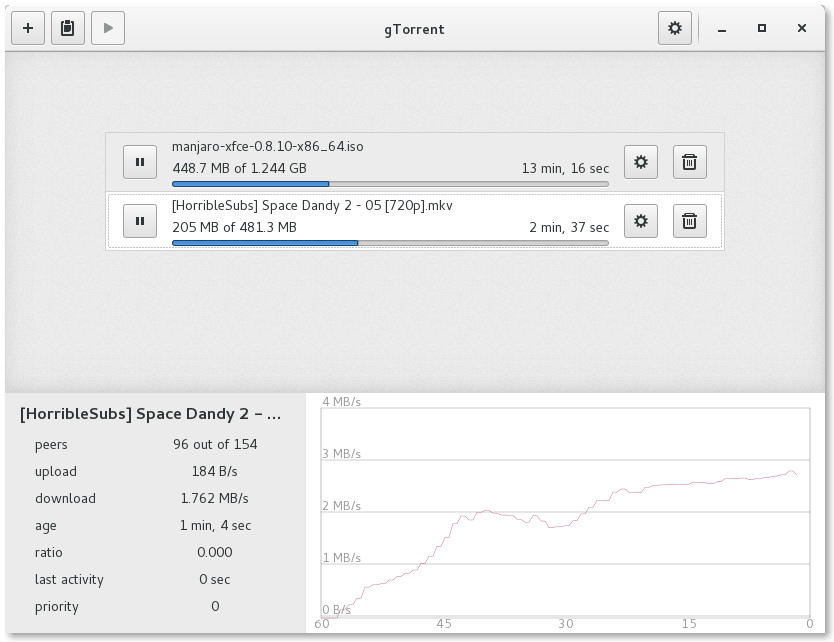 gTorrent
manjaro-xfce-0.8.10-x86_64.iso
448.7 MB of 1.244 GB 13 min, 16 sec
[HorribleSubs] Space Dandy 2 - 05 [720p].mkv
205 MB of 481.3 MB 2 min, 37 sec
[HorribleSubs] Space Dandy 2 – ...
peers 96 out of 154
upload 184 B/s
download 1.762 MB/s
age 1 min, 4 sec
ratio 0.000
last activity 0 sec
priority 0
4 MB/s
3 MB/s
2 MB/s
1 MB/s
0 B/s
60 45 30 15 0